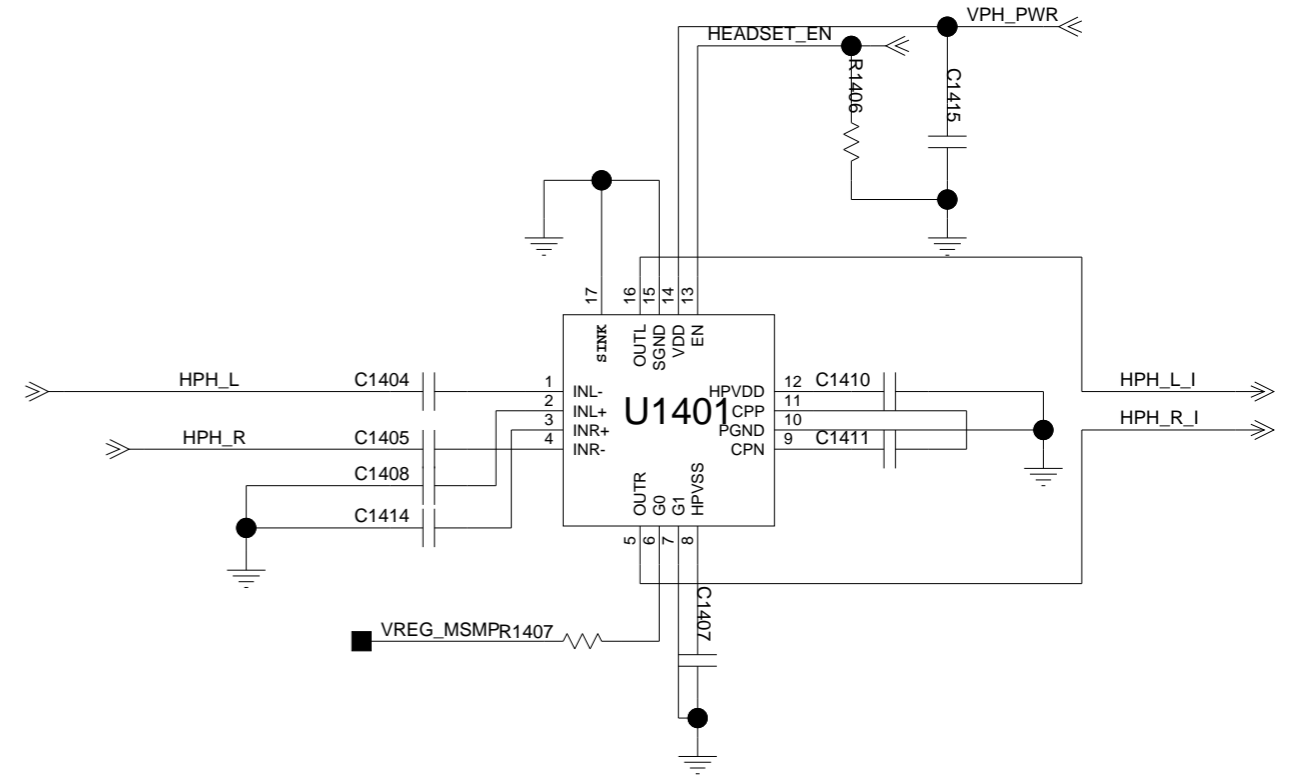 VPH_PWR
HEADSET_EN
R1406
C1415
17
16
15
14
13
SINK
OUTL
SGND
VDD
EN
HPH_L
C1404
1
INL-
HPVDD
12
C1410
HPH_L_I
2
INL+
CPP
11
U1401
3
INR+
PGND
10
HPH_R_I
HPH_R
C1405
4
INR-
CPN
9
C1411
C1408
C1414
OUTR
G0
G1
HPVSS
5
6
7
8
C1407
VREG_MSMP
R1407